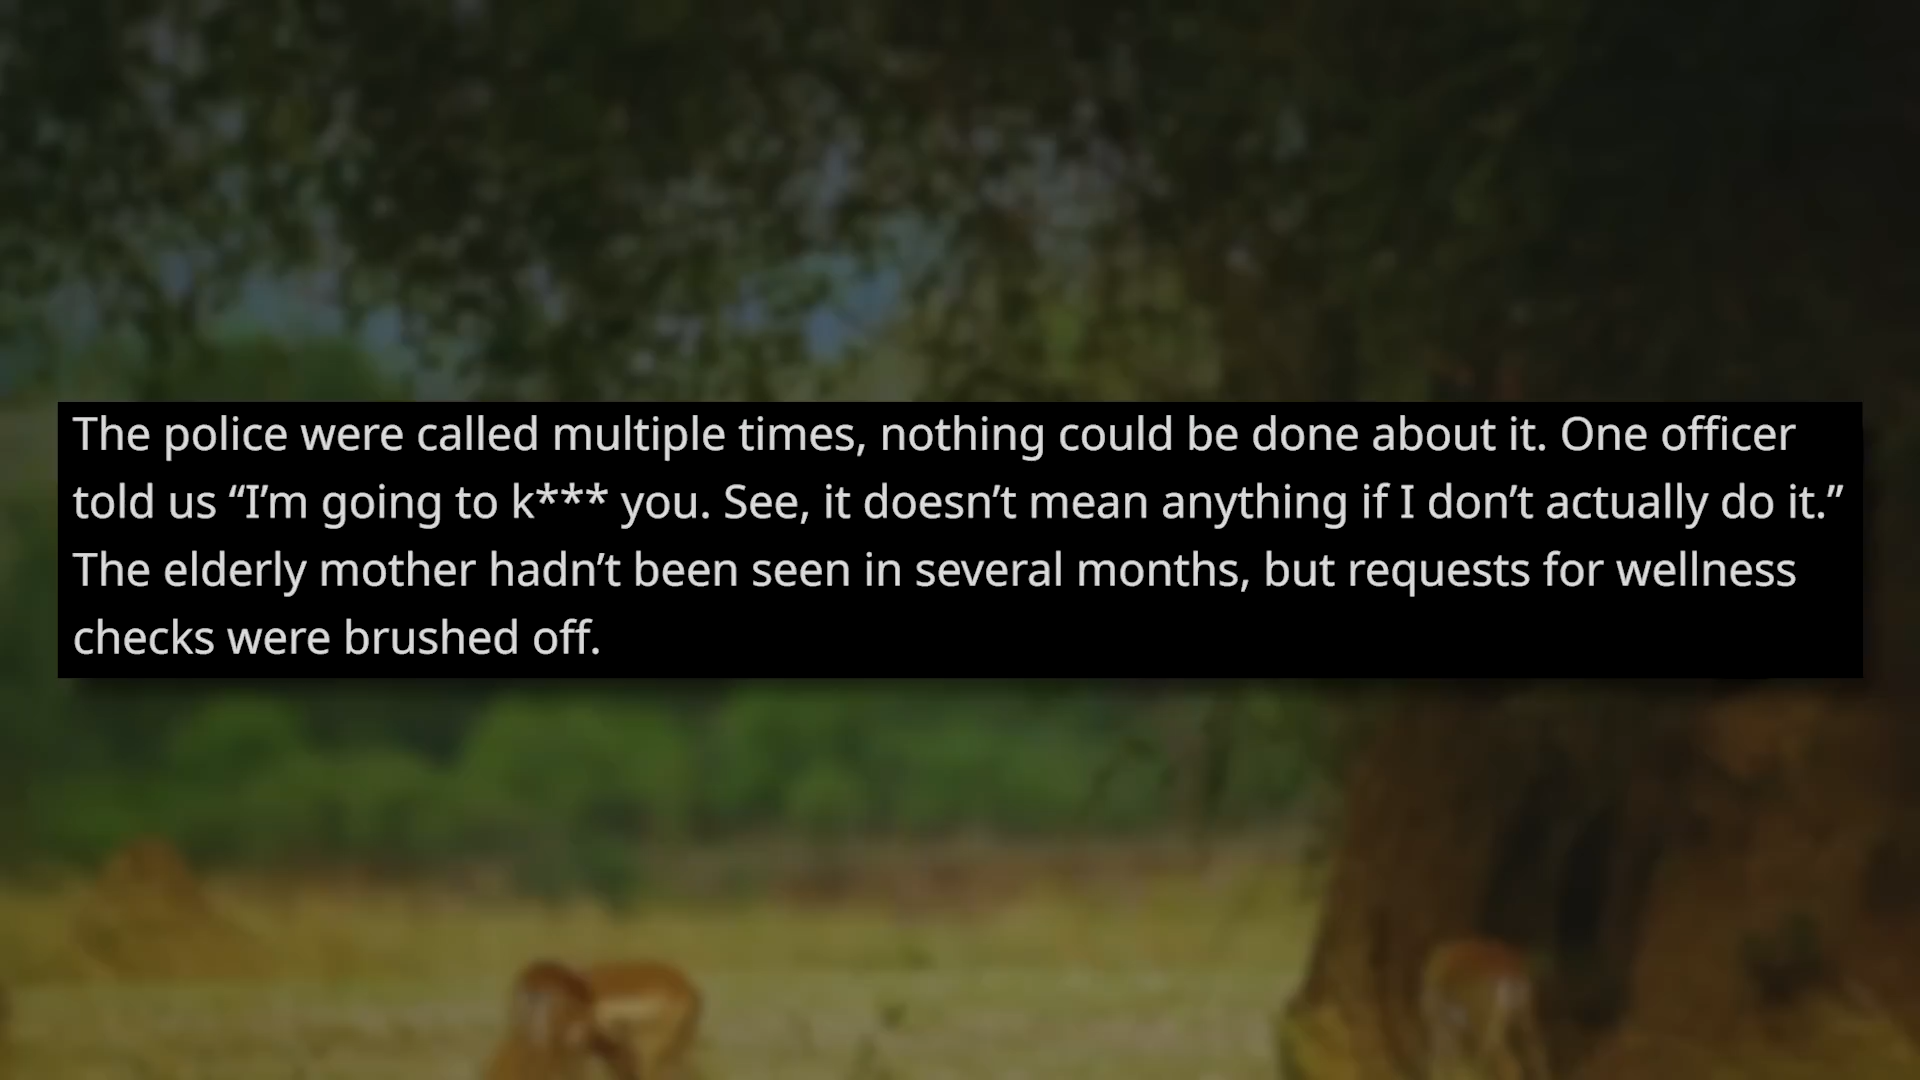 The police were called multiple times, nothing could be done about it. One officer
told us “I’m going to k*** you. See, it doesn’t mean anything if I don’t actually do it.”
The elderly mother hadn’t been seen in several months, but requests for wellness
checks were brushed off.